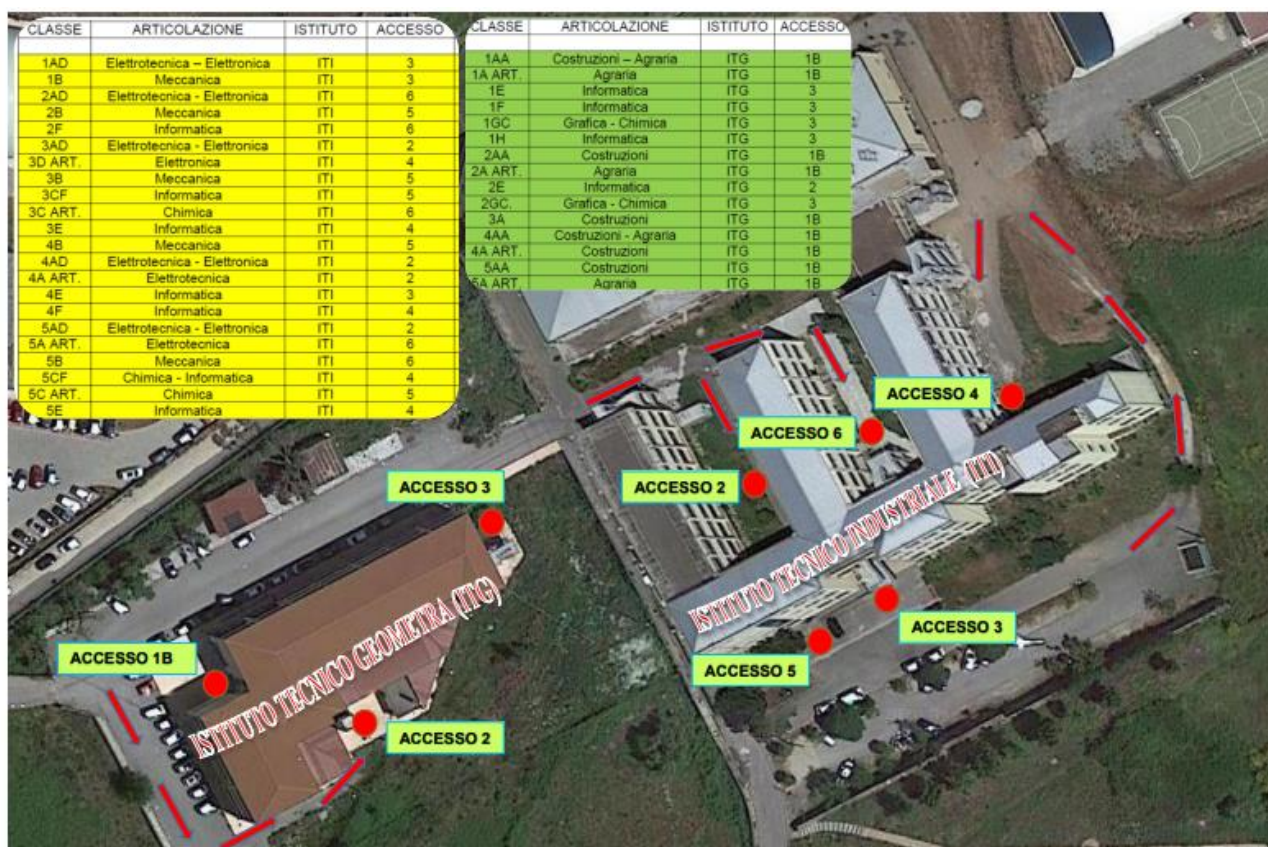 CLASSE ARTICOLAZIONE ISTITUTO ACCESSO
1AD Elettrotecnica – Elettronica ITI 3
1B Meccanica ITI 3
2AD Elettrotecnica - Elettronica ITI 6
2B Meccanica ITI 5
2F Informatica ITI 6
3AD Elettrotecnica - Elettronica ITI 2
3D ART. Elettronica ITI 4
3B Meccanica ITI 5
3CF Informatica ITI 5
3C ART. Chimica ITI 6
3E Informatica ITI 4
4B Meccanica ITI 5
4AD Elettrotecnica - Elettronica ITI 2
4A ART. Elettrotecnica ITI 2
4E Informatica ITI 3
4F Informatica ITI 4
5AD Elettrotecnica - Elettronica ITI 2
5A ART. Elettrotecnica ITI 6
5B Meccanica ITI 6
5CF Chimica - Informatica ITI 4
5C ART. Chimica ITI 5
5E Informatica ITI 4
CLASSE ARTICOLAZIONE ISTITUTO ACCESSO
1AA Costruzioni – Agraria ITG 1B
1A ART. Agraria ITG 1B
1E Informatica ITG 3
1F Informatica ITG 3
1GC Grafica - Chimica ITG 3
1H Informatica ITG 3
2AA Costruzioni ITG 1B
2A ART. Agraria ITG 1B
2E Informatica ITG 2
2GC. Grafica - Chimica ITG 3
3A Costruzioni ITG 1B
4AA Costruzioni - Agraria ITG 1B
4A ART. Costruzioni ITG 1B
5AA Costruzioni ITG 1B
5A ART. Agraria ITG 1B
ACCESSO 4
ACCESSO 6
ACCESSO 2
ACCESSO 3
ISTITUTO TECNICO INDUSTRIALE (ITI)
ACCESSO 3
ACCESSO 5
ACCESSO 1B
ISTITUTO TECNICO GEOMETRA (ITG)
ACCESSO 2